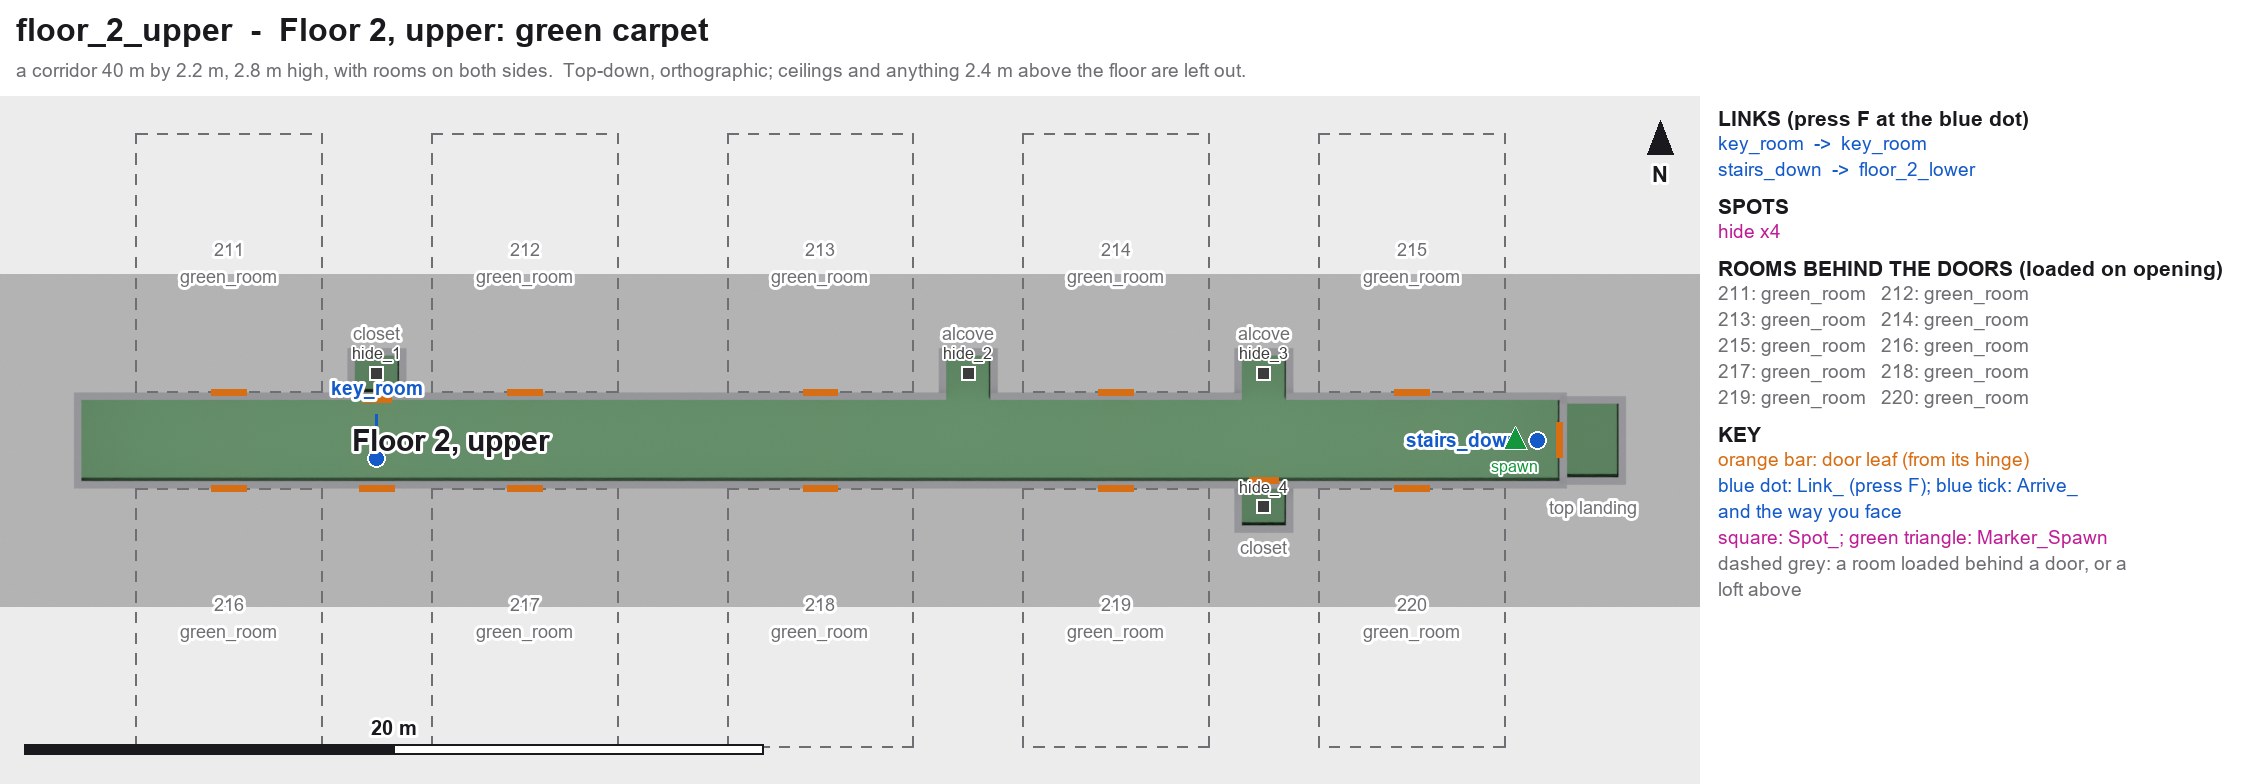 floor_2_upper - Floor 2, upper: green carpet
a corridor 40 m by 2.2 m, 2.8 m high, with rooms on both sides. Top-down, orthographic; ceilings and anything 2.4 m above the floor are left out.
211
green_room
212
green_room
213
green_room
214
green_room
215
green_room
N
closet
hide_1
key_room
alcove
hide_2
alcove
hide_3
Floor 2, upper
stairs_down
spawn
hide_4
closet
top landing
216
green_room
217
green_room
218
green_room
219
green_room
220
green_room
20 m
LINKS (press F at the blue dot)
key_room -> key_room
stairs_down -> floor_2_lower
SPOTS
hide x4
ROOMS BEHIND THE DOORS (loaded on opening)
211: green_room 212: green_room
213: green_room 214: green_room
215: green_room 216: green_room
217: green_room 218: green_room
219: green_room 220: green_room
KEY
orange bar: door leaf (from its hinge)
blue dot: Link_ (press F); blue tick: Arrive_
and the way you face
square: Spot_; green triangle: Marker_Spawn
dashed grey: a room loaded behind a door, or a
loft above